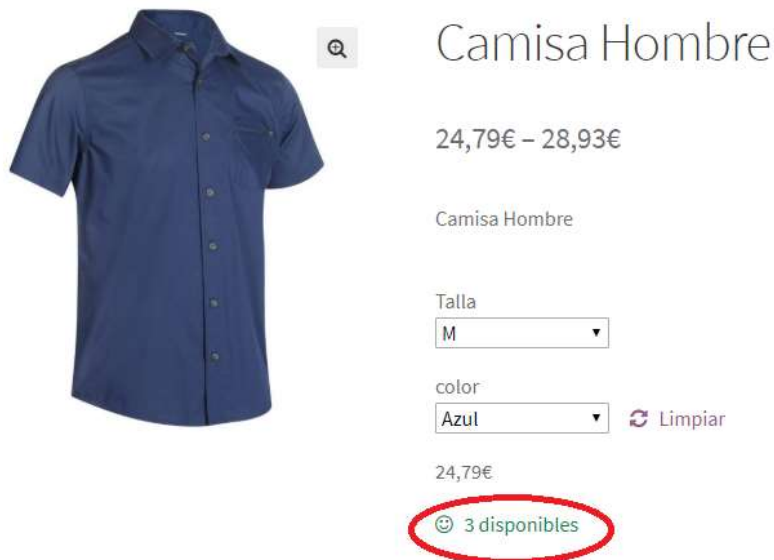 Camisa Hombre
24,79€ – 28,93€
Camisa Hombre
Talla
M
color
Azul
Limpiar
24,79€
3 disponibles